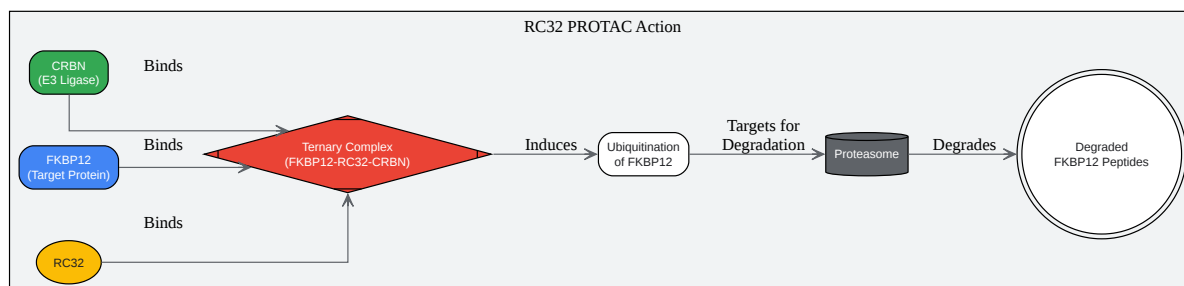 RC32 PROTAC Action
CRBN
(E3 Ligase)
Binds
FKBP12
(Target Protein)
Binds
RC32
Binds
Ternary Complex
(FKBP12-RC32-CRBN)
Induces
Ubiquitination
of FKBP12
Targets for
Degradation
Proteasome
Degrades
Degraded
FKBP12 Peptides